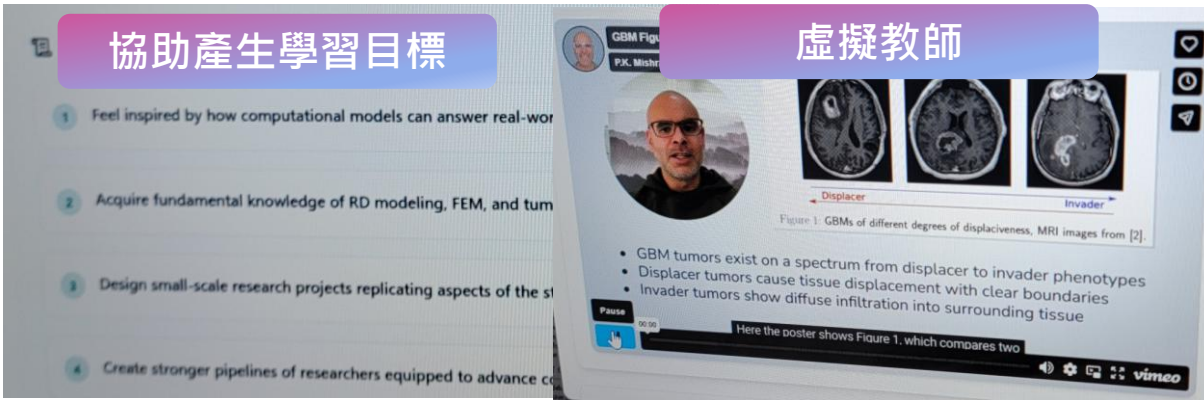 協助產生學習目標
1 Feel inspired by how computational models can answer
2 Acquire fundamental knowledge of RD modeling, FEM, and
3 Design small-scale research projects replicating aspects of the
4 Create stronger pipelines of researchers equipped to advance
虛擬教師
GBM
P.K.
Displacer
Invader
Figure 1: GBMs of different degrees of displaciveness, MRI images from [2].
• GBM tumors exist on a spectrum from displacer to invader phenotypes
• Displacer tumors cause tissue displacement with clear boundaries
• Invader tumors show diffuse infiltration into surrounding tissue
Pause
00:00
Here the poster shows Figure 1, which compares two
vimeo